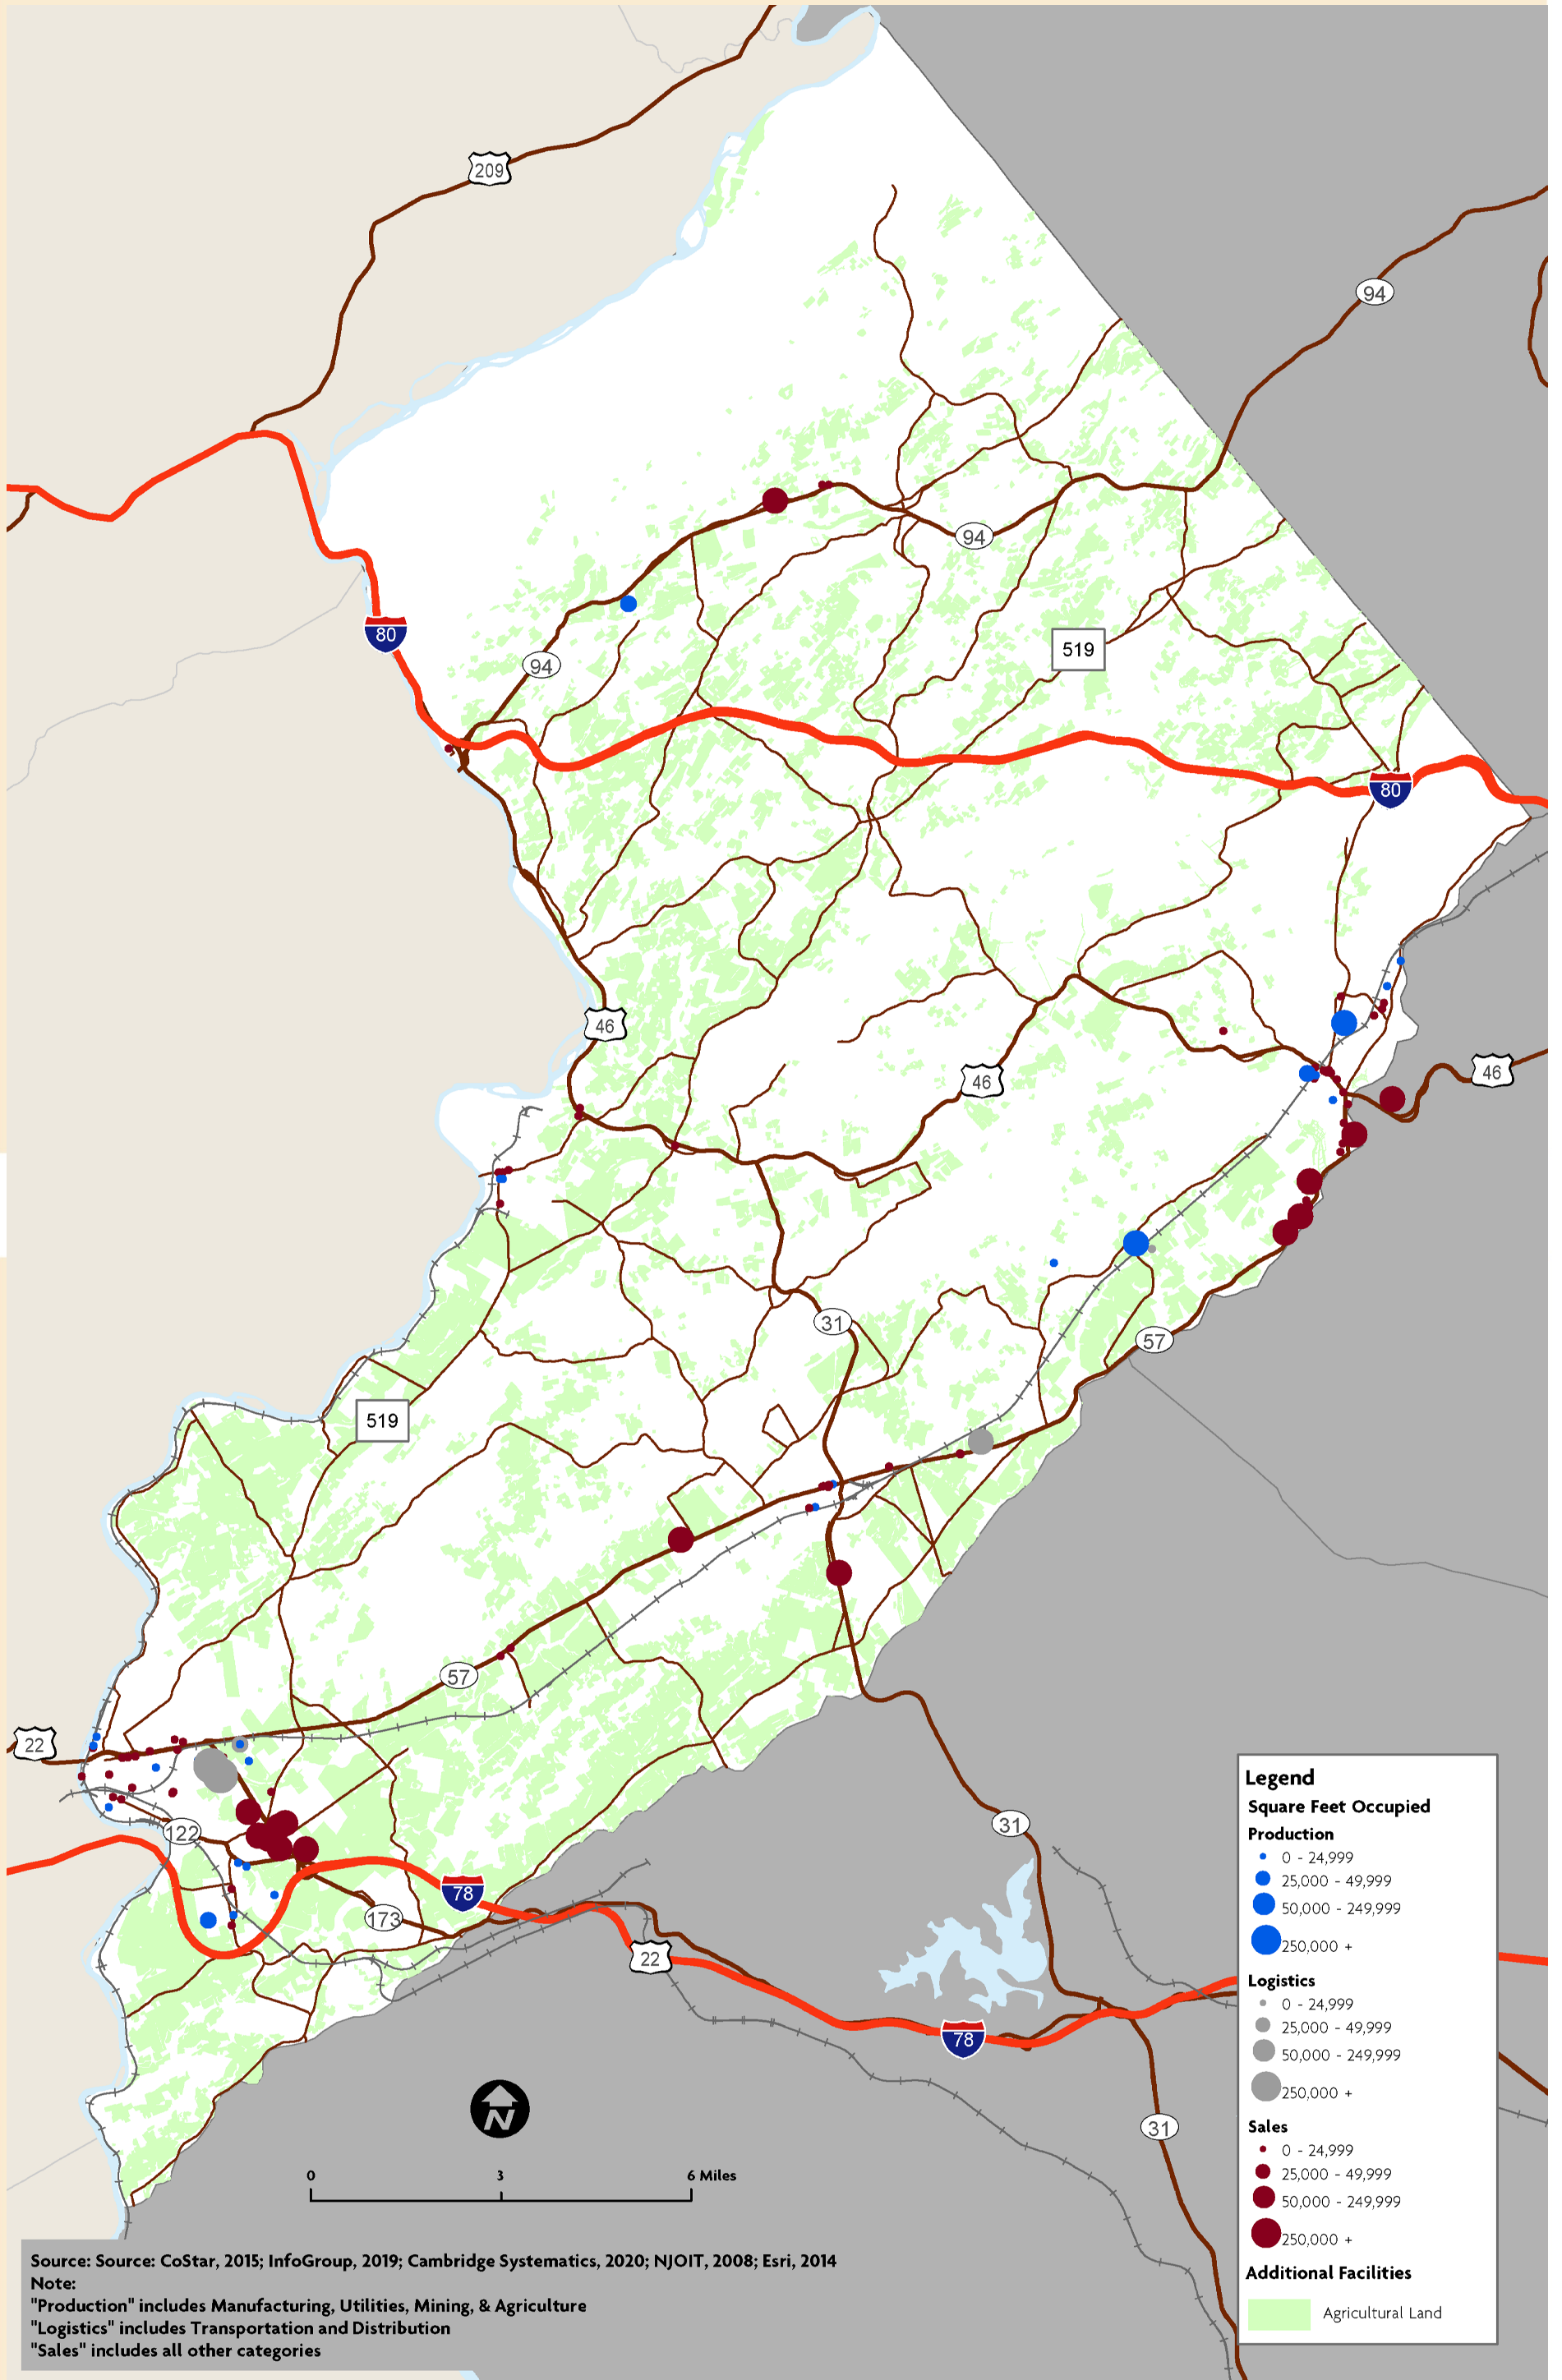 209
94
94
80
94
519
80
46
46
46
31
57
519
57
22
122
78
173
31
22
78
31
N
0 3 6 Miles
Legend
Square Feet Occupied
Production
0 - 24,999
25,000 - 49,999
50,000 - 249,999
250,000 +
Logistics
0 - 24,999
25,000 - 49,999
50,000 - 249,999
250,000 +
Sales
0 - 24,999
25,000 - 49,999
50,000 - 249,999
250,000 +
Additional Facilities
Agricultural Land
Source: Source: CoStar, 2015; InfoGroup, 2019; Cambridge Systematics, 2020; NJOIT, 2008; Esri, 2014
Note:
"Production" includes Manufacturing, Utilities, Mining, & Agriculture
"Logistics" includes Transportation and Distribution
"Sales" includes all other categories